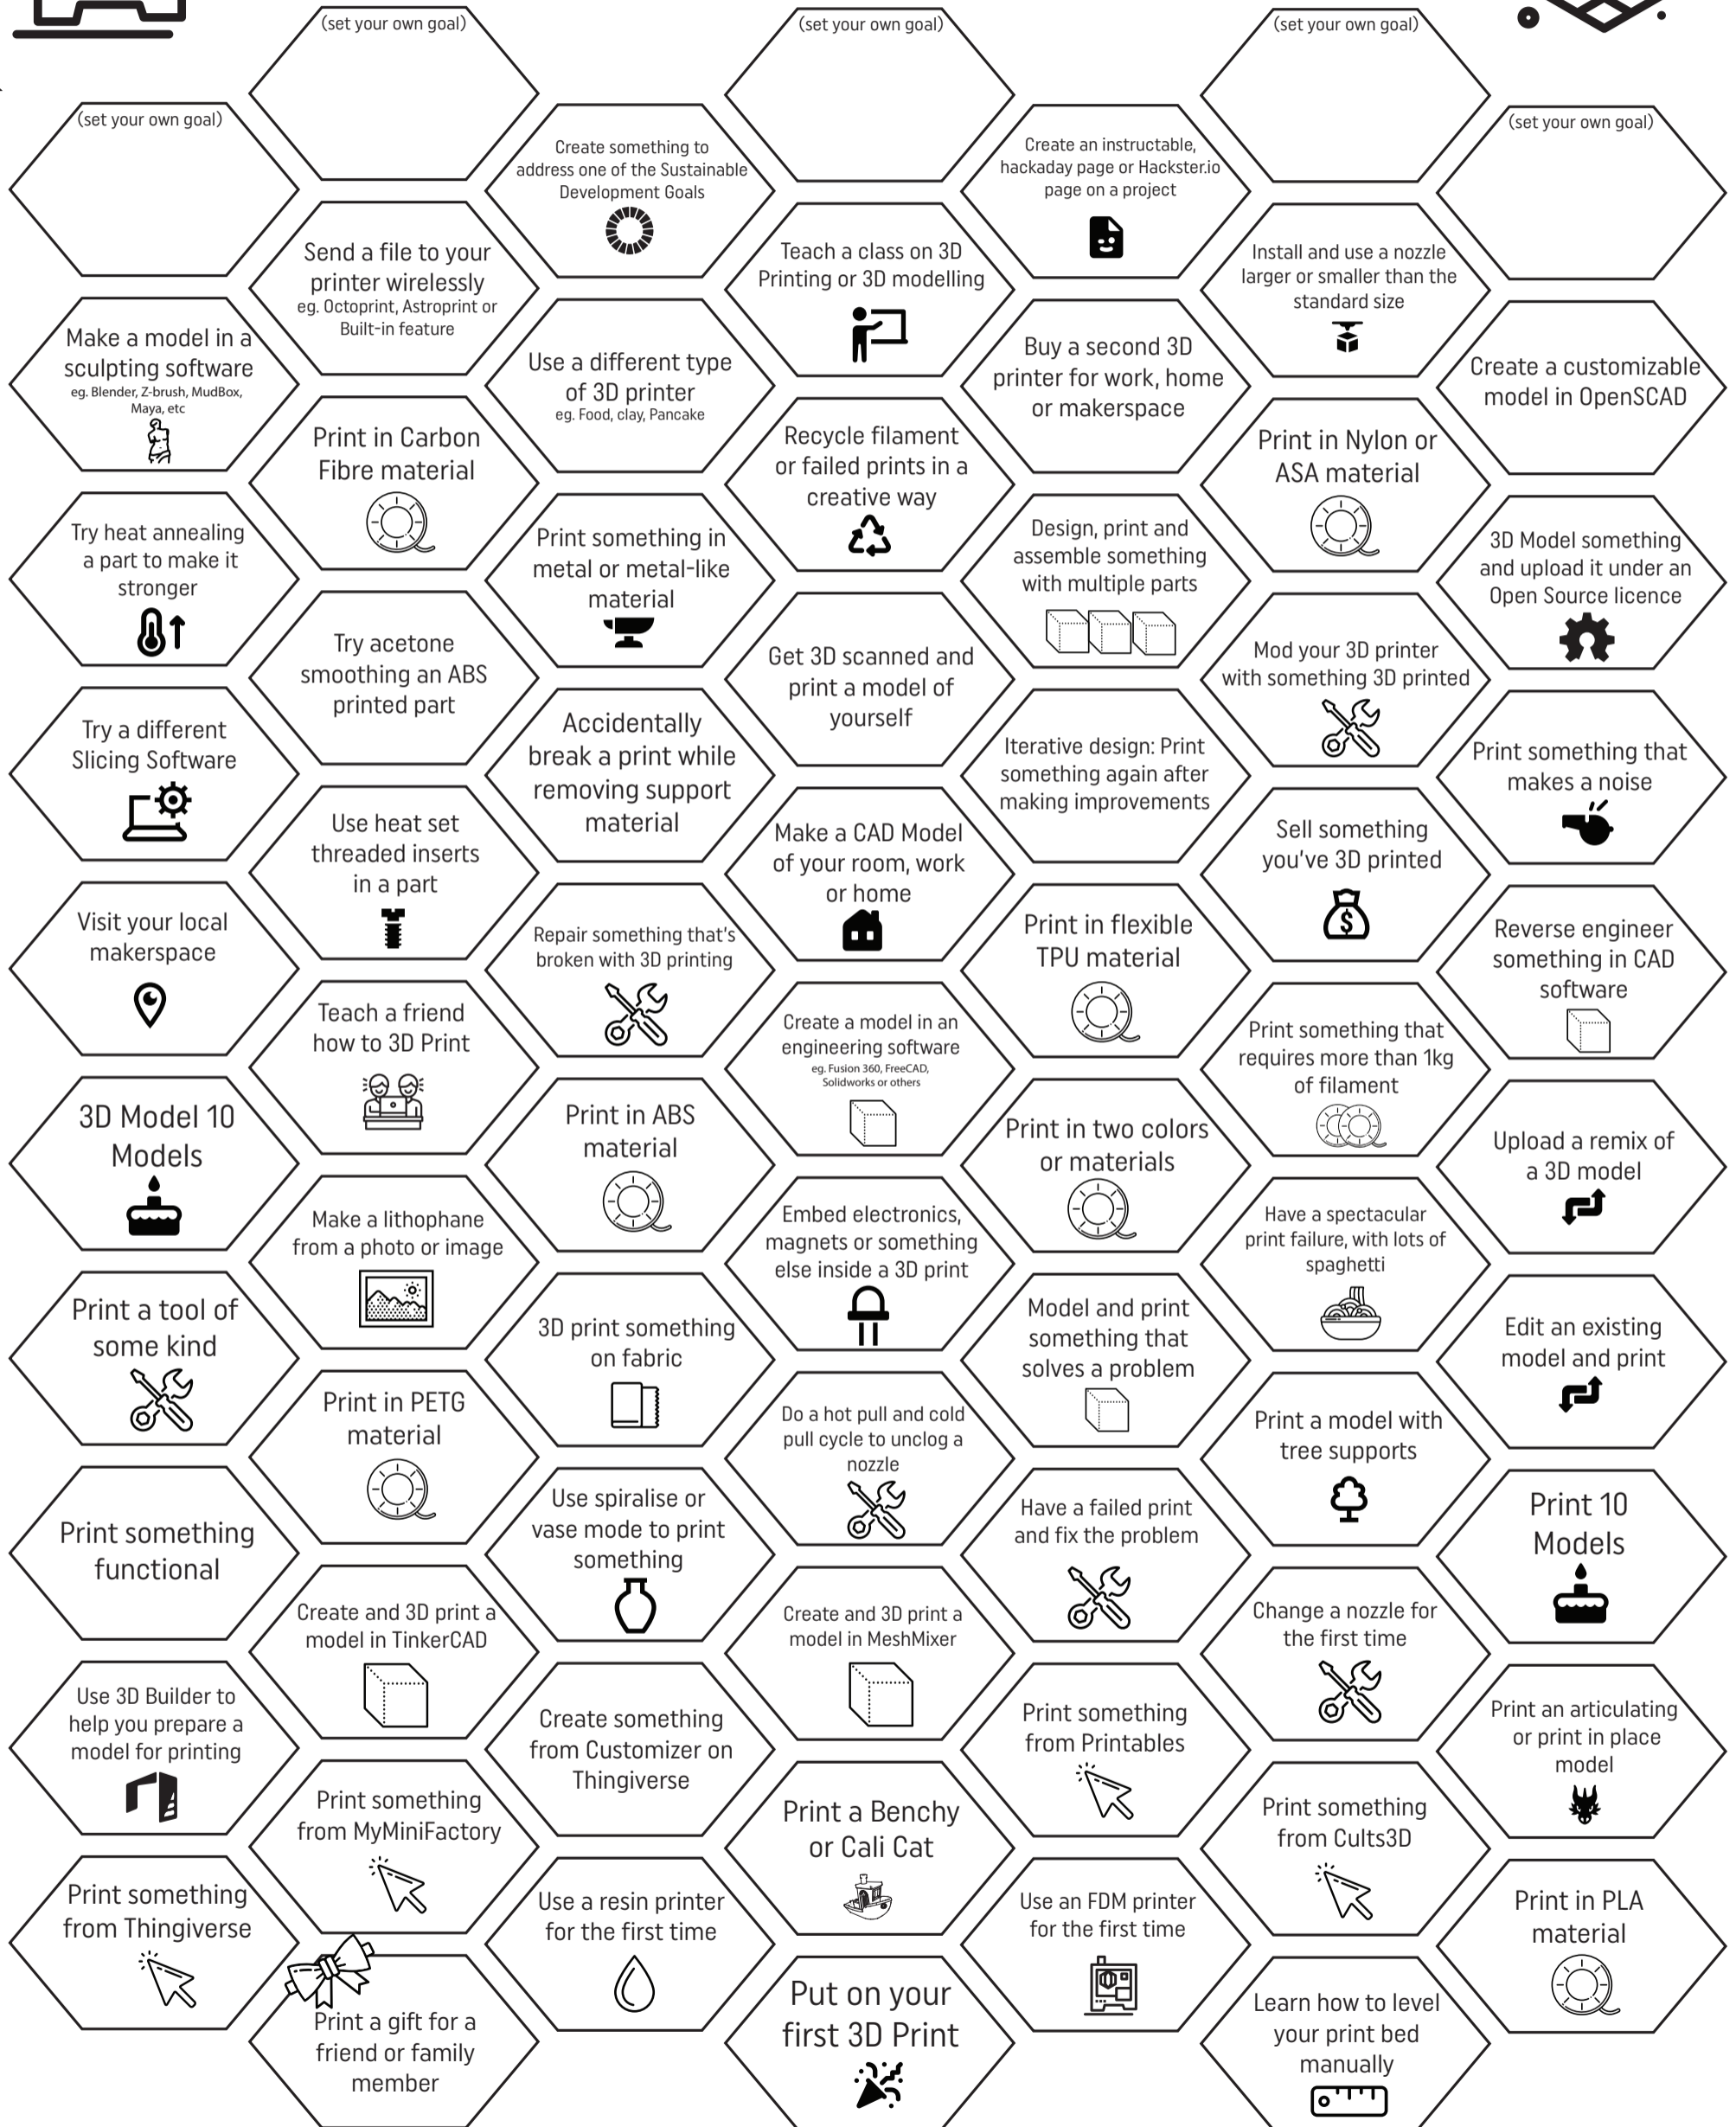 (set your own goal)
(set your own goal)
(set your own goal)
(set your own goal)
(set your own goal)
Create something to
address one of the Sustainable
Development Goals
Create an instructable,
hackaday page or Hackster.io
page on a project
Send a file to your
printer wirelessly
eg. Octoprint, Astroprint or
Built-in feature
Teach a class on 3D
Printing or 3D modelling
Install and use a nozzle
larger or smaller than the
standard size
Make a model in a
sculpting software
eg. Blender, Z-brush, MudBox,
Maya, etc
Use a different type
of 3D printer
eg. Food, clay, Pancake
Buy a second 3D
printer for work, home
or makerspace
Create a customizable
model in OpenSCAD
Print in Carbon
Fibre material
Recycle filament
or failed prints in a
creative way
Print in Nylon or
ASA material
Try heat annealing
a part to make it
stronger
Print something in
metal or metal-like
material
Design, print and
assemble something
with multiple parts
3D Model something
and upload it under an
Open Source licence
Try acetone
smoothing an ABS
printed part
Get 3D scanned and
print a model of
yourself
Mod your 3D printer
with something 3D printed
Try a different
Slicing Software
Accidentally
break a print while
removing support
material
Iterative design: Print
something again after
making improvements
Print something that
makes a noise
Use heat set
threaded inserts
in a part
Make a CAD Model
of your room, work
or home
Sell something
you've 3D printed
Visit your local
makerspace
Repair something that's
broken with 3D printing
Print in flexible
TPU material
Reverse engineer
something in CAD
software
Teach a friend
how to 3D Print
Create a model in an
engineering software
eg. Fusion 360, FreeCAD,
Solidworks or others
Print something that
requires more than 1kg
of filament
3D Model 10
Models
Print in ABS
material
Print in two colors
or materials
Upload a remix of
a 3D model
Make a lithophane
from a photo or image
Embed electronics,
magnets or something
else inside a 3D print
Have a spectacular
print failure, with lots of
spaghetti
Print a tool of
some kind
3D print something
on fabric
Model and print
something that
solves a problem
Edit an existing
model and print
Print in PETG
material
Do a hot pull and cold
pull cycle to unclog a
nozzle
Print a model with
tree supports
Print something
functional
Use spiralise or
vase mode to print
something
Have a failed print
and fix the problem
Print 10
Models
Create and 3D print a
model in TinkerCAD
Create and 3D print a
model in MeshMixer
Change a nozzle for
the first time
Use 3D Builder to
help you prepare a
model for printing
Create something
from Customizer on
Thingiverse
Print something
from Printables
Print an articulating
or print in place
model
Print something
from MyMiniFactory
Print a Benchy
or Cali Cat
Print something
from Cults3D
Print something
from Thingiverse
Use a resin printer
for the first time
Use an FDM printer
for the first time
Print in PLA
material
Print a gift for a
friend or family
member
Put on your
first 3D Print
Learn how to level
your print bed
manually